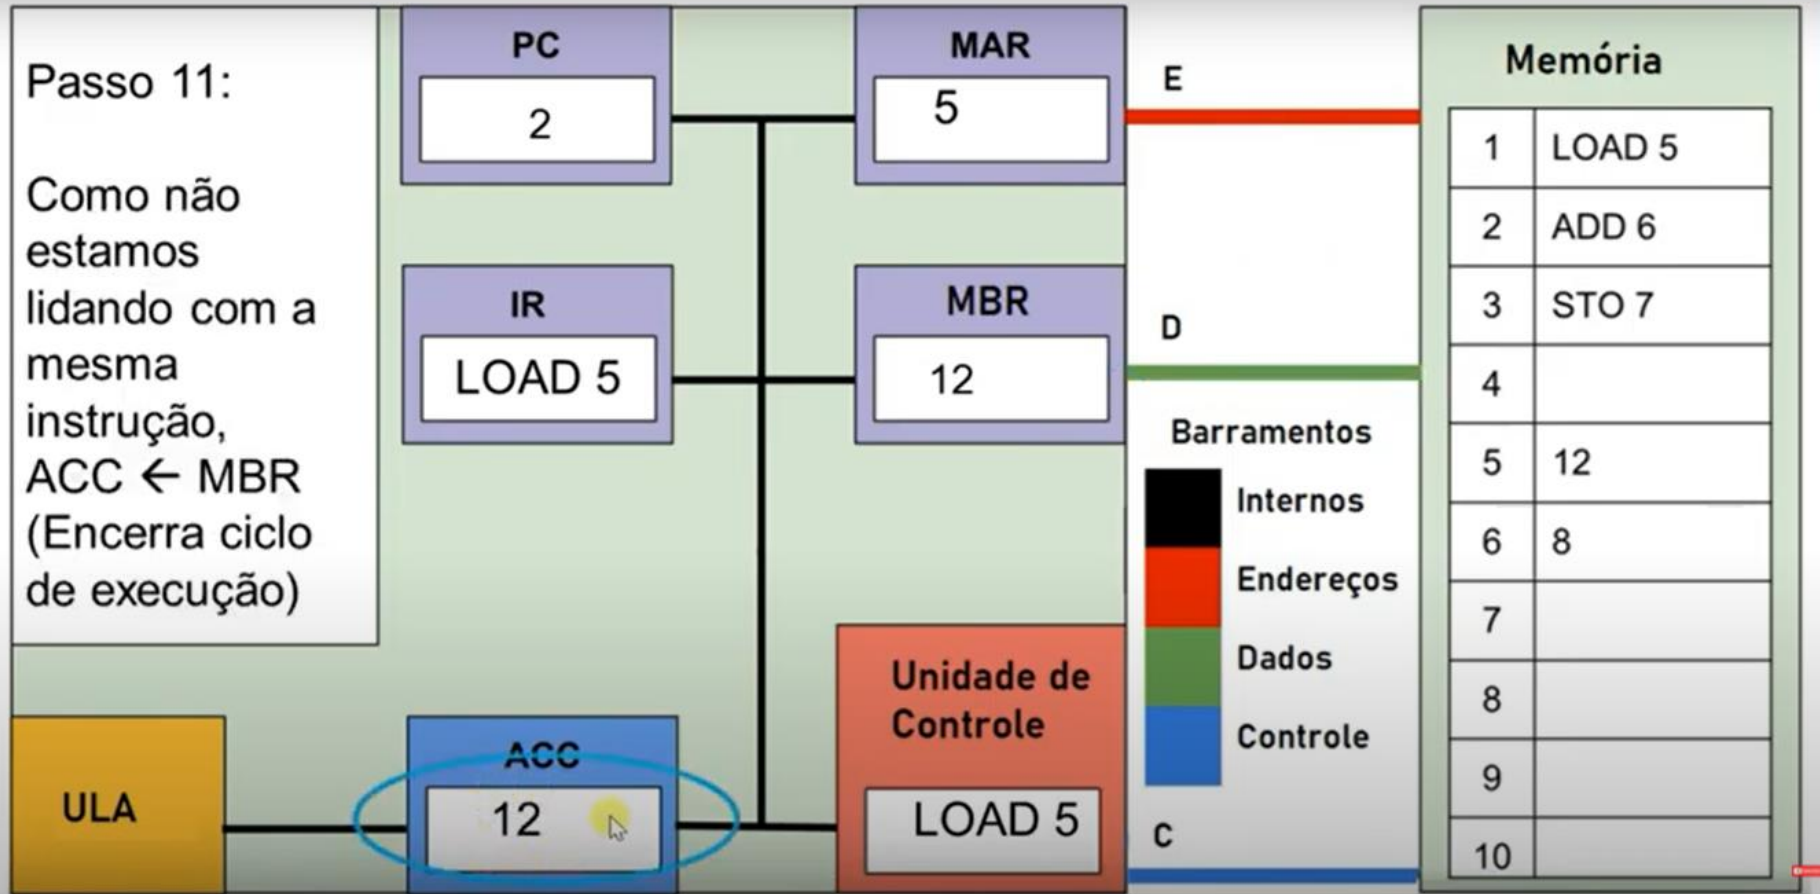 Passo 11:
Como não
estamos
lidando com a
mesma
instrução,
ACC ← MBR
(Encerra ciclo
de execução)
PC
2
MAR
5
IR
LOAD 5
MBR
12
ULA
ACC
12
Unidade de
Controle
LOAD 5
E
D
Barramentos
Internos
Endereços
Dados
Controle
C
Memória
1 LOAD 5
2 ADD 6
3 STO 7
4
5 12
6 8
7
8
9
10